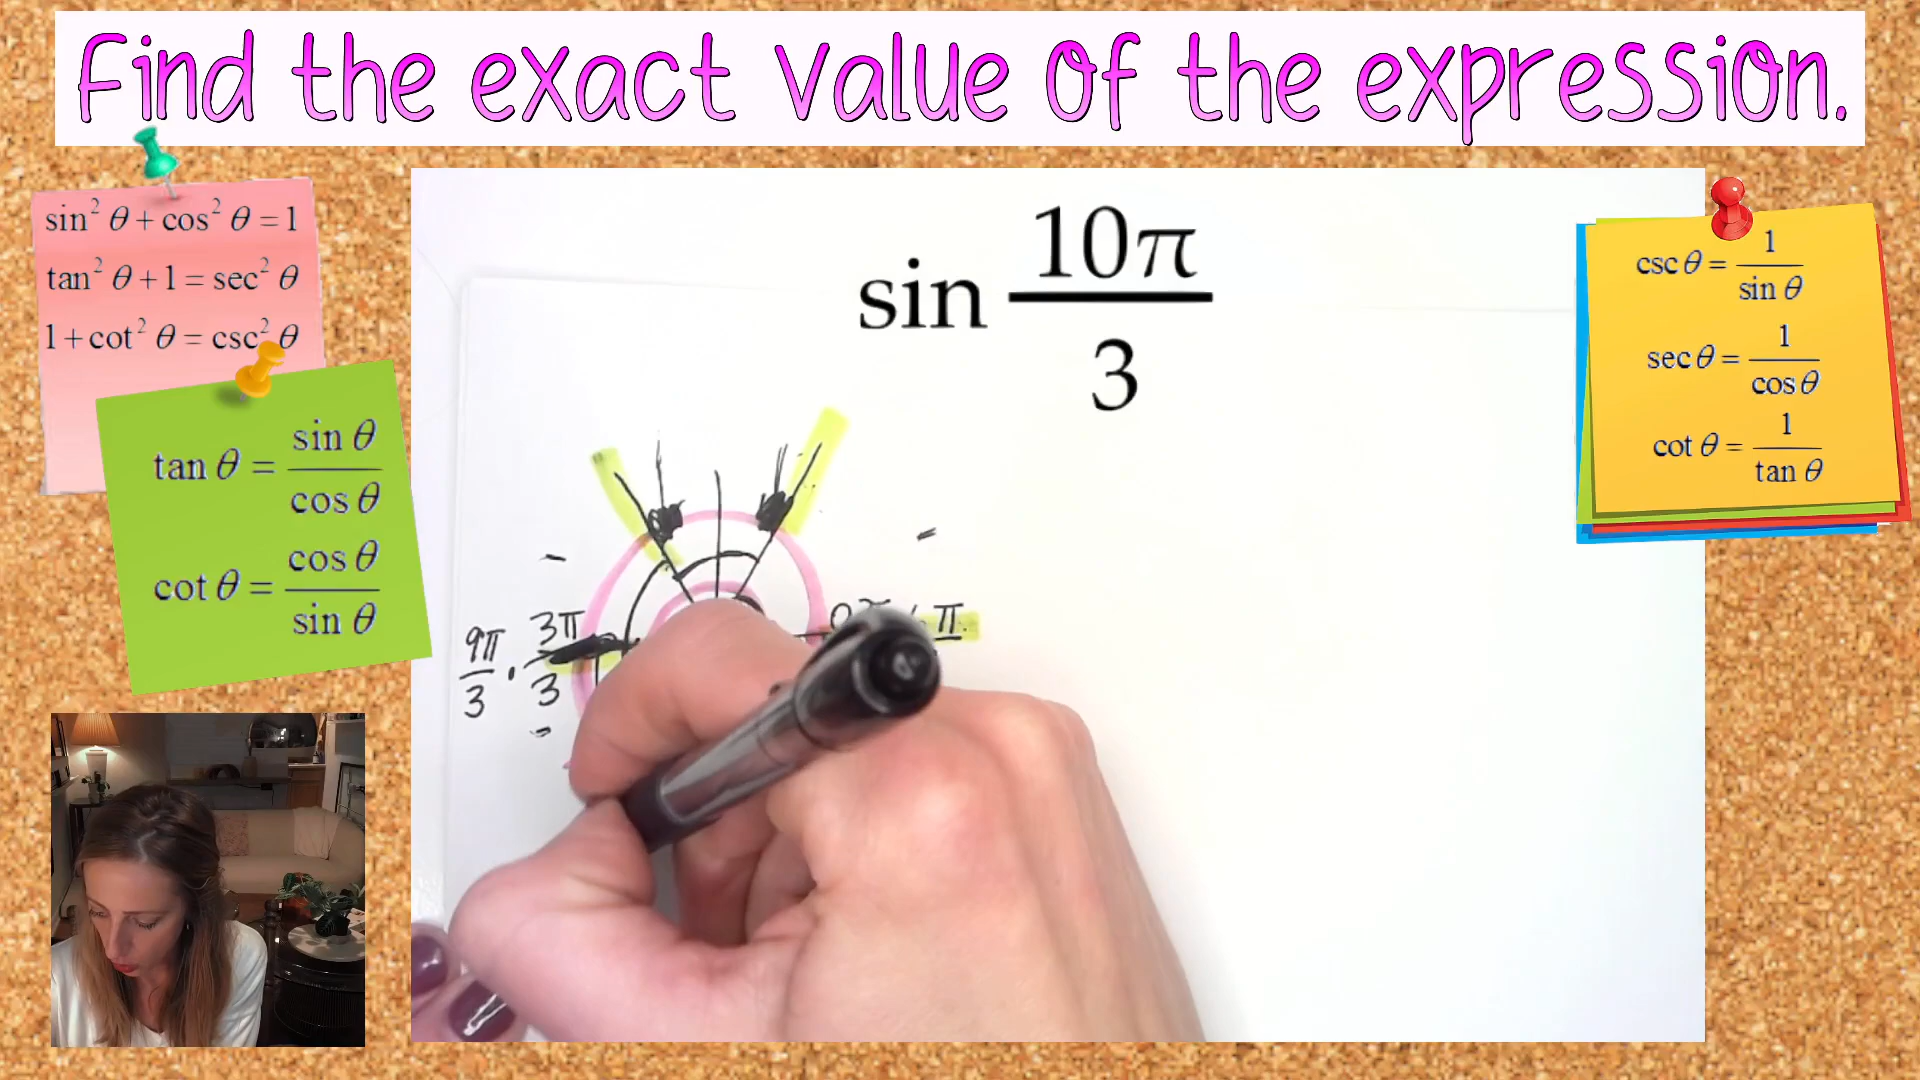 Find the exact value of the expression.
sin² θ + cos² θ = 1
tan² θ + 1 = sec² θ
1 + cot² θ = csc² θ
tan θ = sin θ / cos θ
cot θ = cos θ / sin θ
sin 10π / 3
9π / 3
3π / 3
π
csc θ = 1 / sin θ
sec θ = 1 / cos θ
cot θ = 1 / tan θ